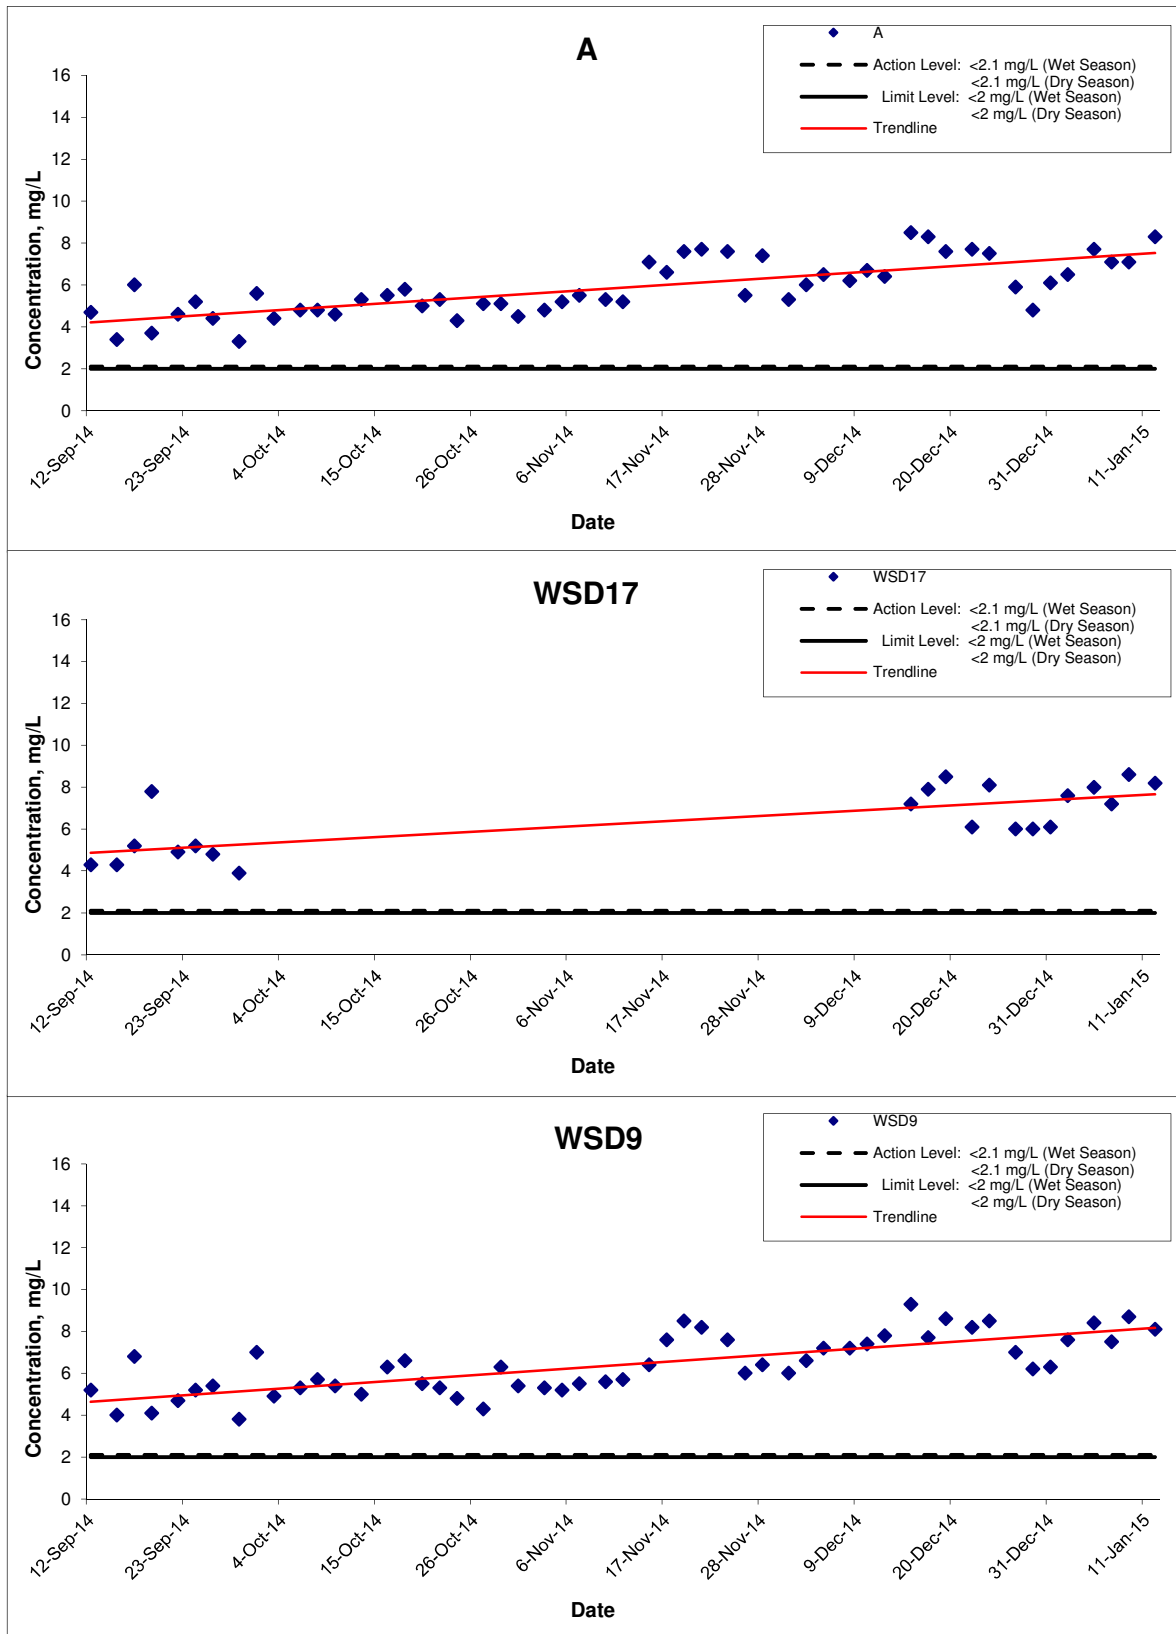 A
A
Action Level: <2.1 mg/L (Wet Season)
<2.1 mg/L (Dry Season)
Limit Level: <2 mg/L (Wet Season)
<2 mg/L (Dry Season)
Trendline
16
14
12
10
8
6
4
2
0
Concentration, mg/L
12-Sep-14
23-Sep-14
4-Oct-14
15-Oct-14
26-Oct-14
6-Nov-14
17-Nov-14
28-Nov-14
9-Dec-14
20-Dec-14
31-Dec-14
11-Jan-15
Date
WSD17
WSD17
Action Level: <2.1 mg/L (Wet Season)
<2.1 mg/L (Dry Season)
Limit Level: <2 mg/L (Wet Season)
<2 mg/L (Dry Season)
Trendline
16
14
12
10
8
6
4
2
0
Concentration, mg/L
12-Sep-14
23-Sep-14
4-Oct-14
15-Oct-14
26-Oct-14
6-Nov-14
17-Nov-14
28-Nov-14
9-Dec-14
20-Dec-14
31-Dec-14
11-Jan-15
Date
WSD9
WSD9
Action Level: <2.1 mg/L (Wet Season)
<2.1 mg/L (Dry Season)
Limit Level: <2 mg/L (Wet Season)
<2 mg/L (Dry Season)
Trendline
16
14
12
10
8
6
4
2
0
Concentration, mg/L
12-Sep-14
23-Sep-14
4-Oct-14
15-Oct-14
26-Oct-14
6-Nov-14
17-Nov-14
28-Nov-14
9-Dec-14
20-Dec-14
31-Dec-14
11-Jan-15
Date